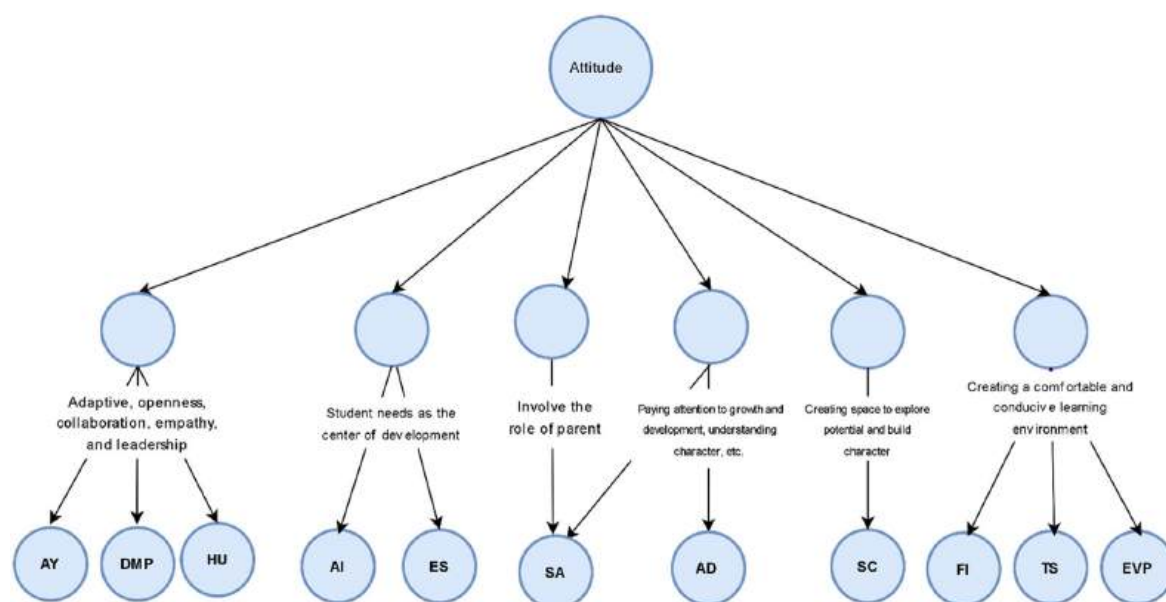 Attitude
Adaptive, openness,
collaboration, empathy,
and leadership
Student needs as the
center of development
Involve the
role of parent
Paying attention to growth and
development, understanding
character, etc.
Creating space to explore
potential and build
character
Creating a comfortable and
conducive learning
environment
AY
DMP
HU
AI
ES
SA
AD
SC
FI
TS
EVP